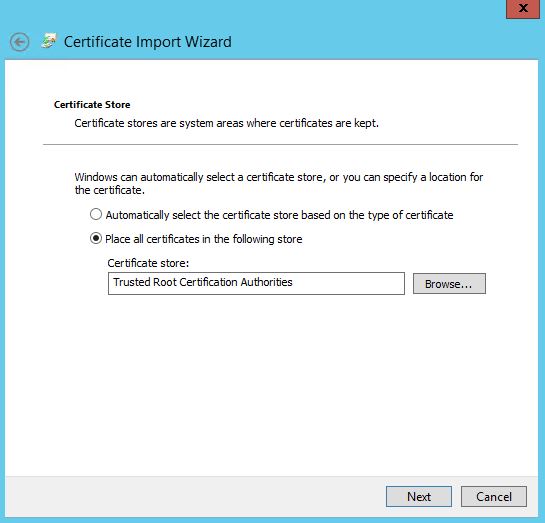 x
Certificate Import Wizard
Certificate Store
Certificate stores are system areas where certificates are kept.
Windows can automatically select a certificate store, or you can specify a location for
the certificate.
Automatically select the certificate store based on the type of certificate
Place all certificates in the following store
Certificate store:
Trusted Root Certification Authorities
Browse...
Next
Cancel